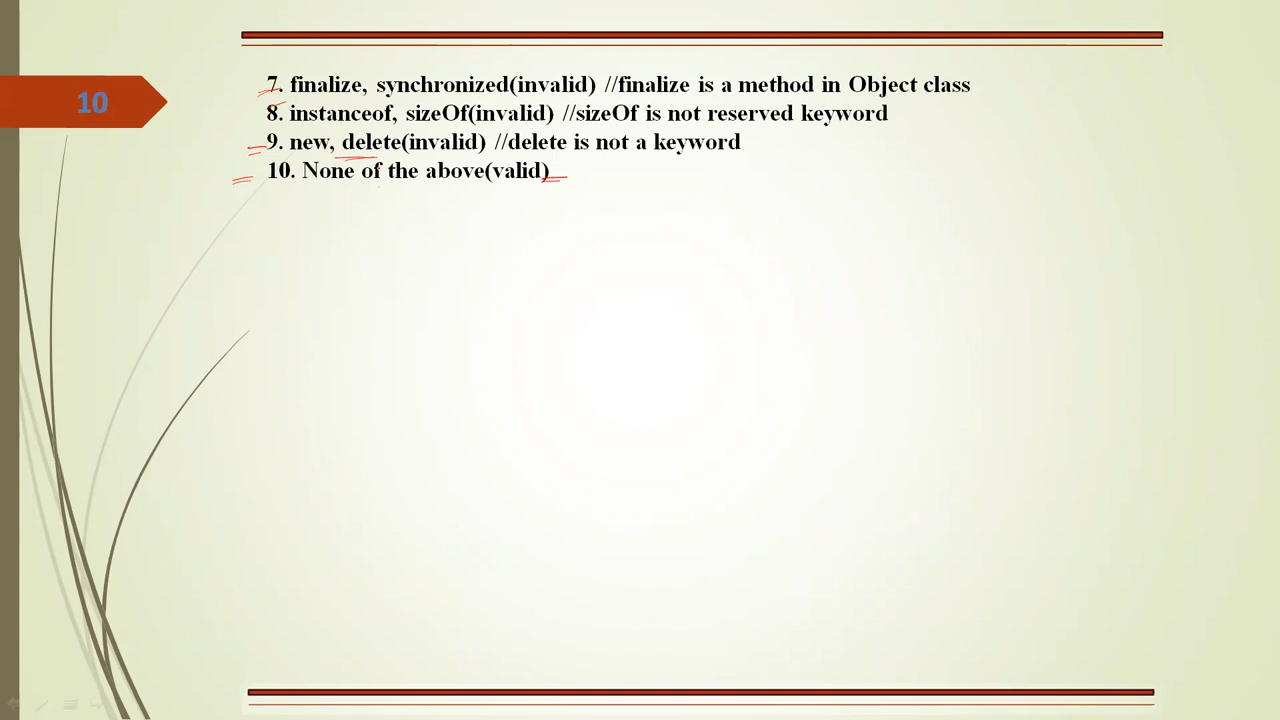 10
7. finalize, synchronized(invalid) //finalize is a method in Object class
8. instanceof, sizeOf(invalid) //sizeOf is not reserved keyword
9. new, delete(invalid) //delete is not a keyword
10. None of the above(valid)